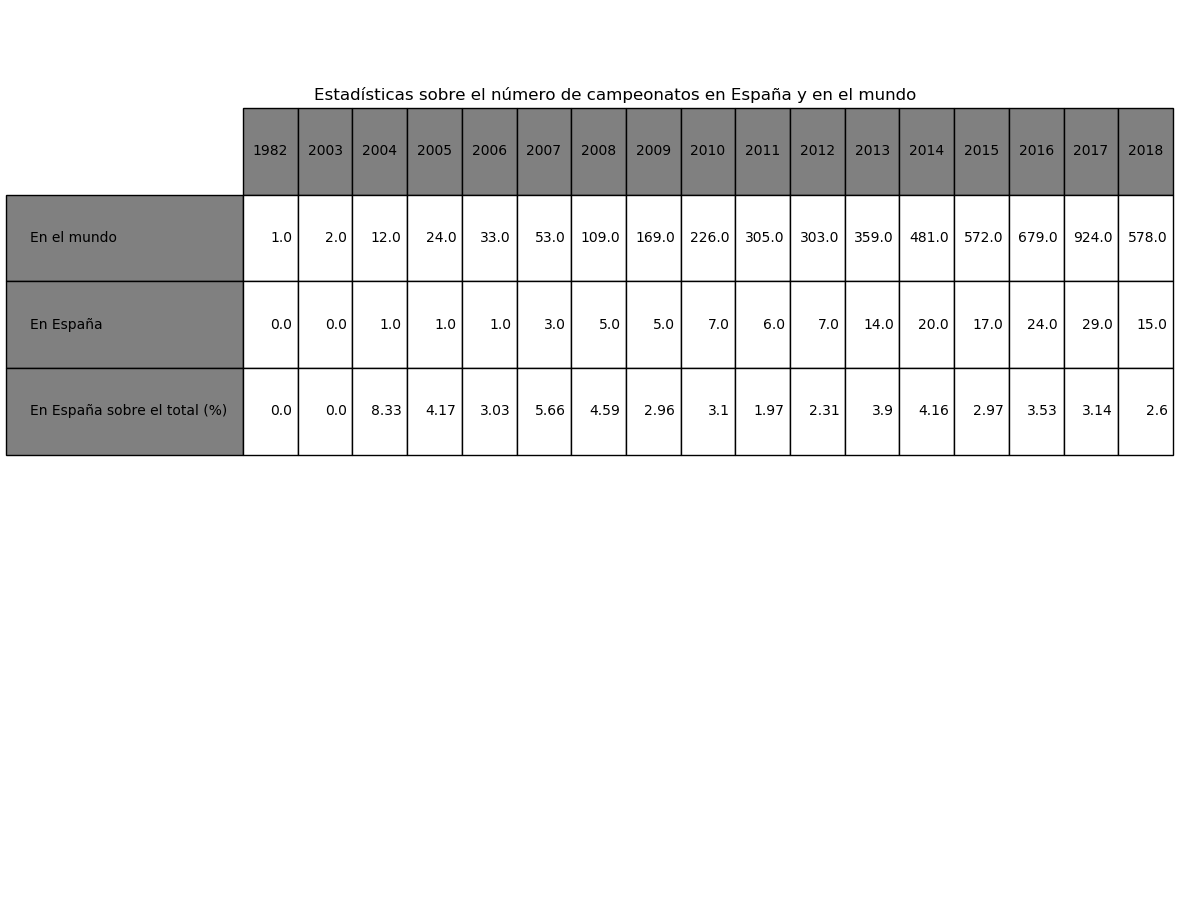 Estadísticas sobre el número de campeonatos en España y en el mundo
1982 2003 2004 2005 2006 2007 2008 2009 2010 2011 2012 2013 2014 2015 2016 2017 2018
En el mundo 1.0 2.0 12.0 24.0 33.0 53.0 109.0 169.0 226.0 305.0 303.0 359.0 481.0 572.0 679.0 924.0 578.0
En España 0.0 0.0 1.0 1.0 1.0 3.0 5.0 5.0 7.0 6.0 7.0 14.0 20.0 17.0 24.0 29.0 15.0
En España sobre el total (%) 0.0 0.0 8.33 4.17 3.03 5.66 4.59 2.96 3.1 1.97 2.31 3.9 4.16 2.97 3.53 3.14 2.6